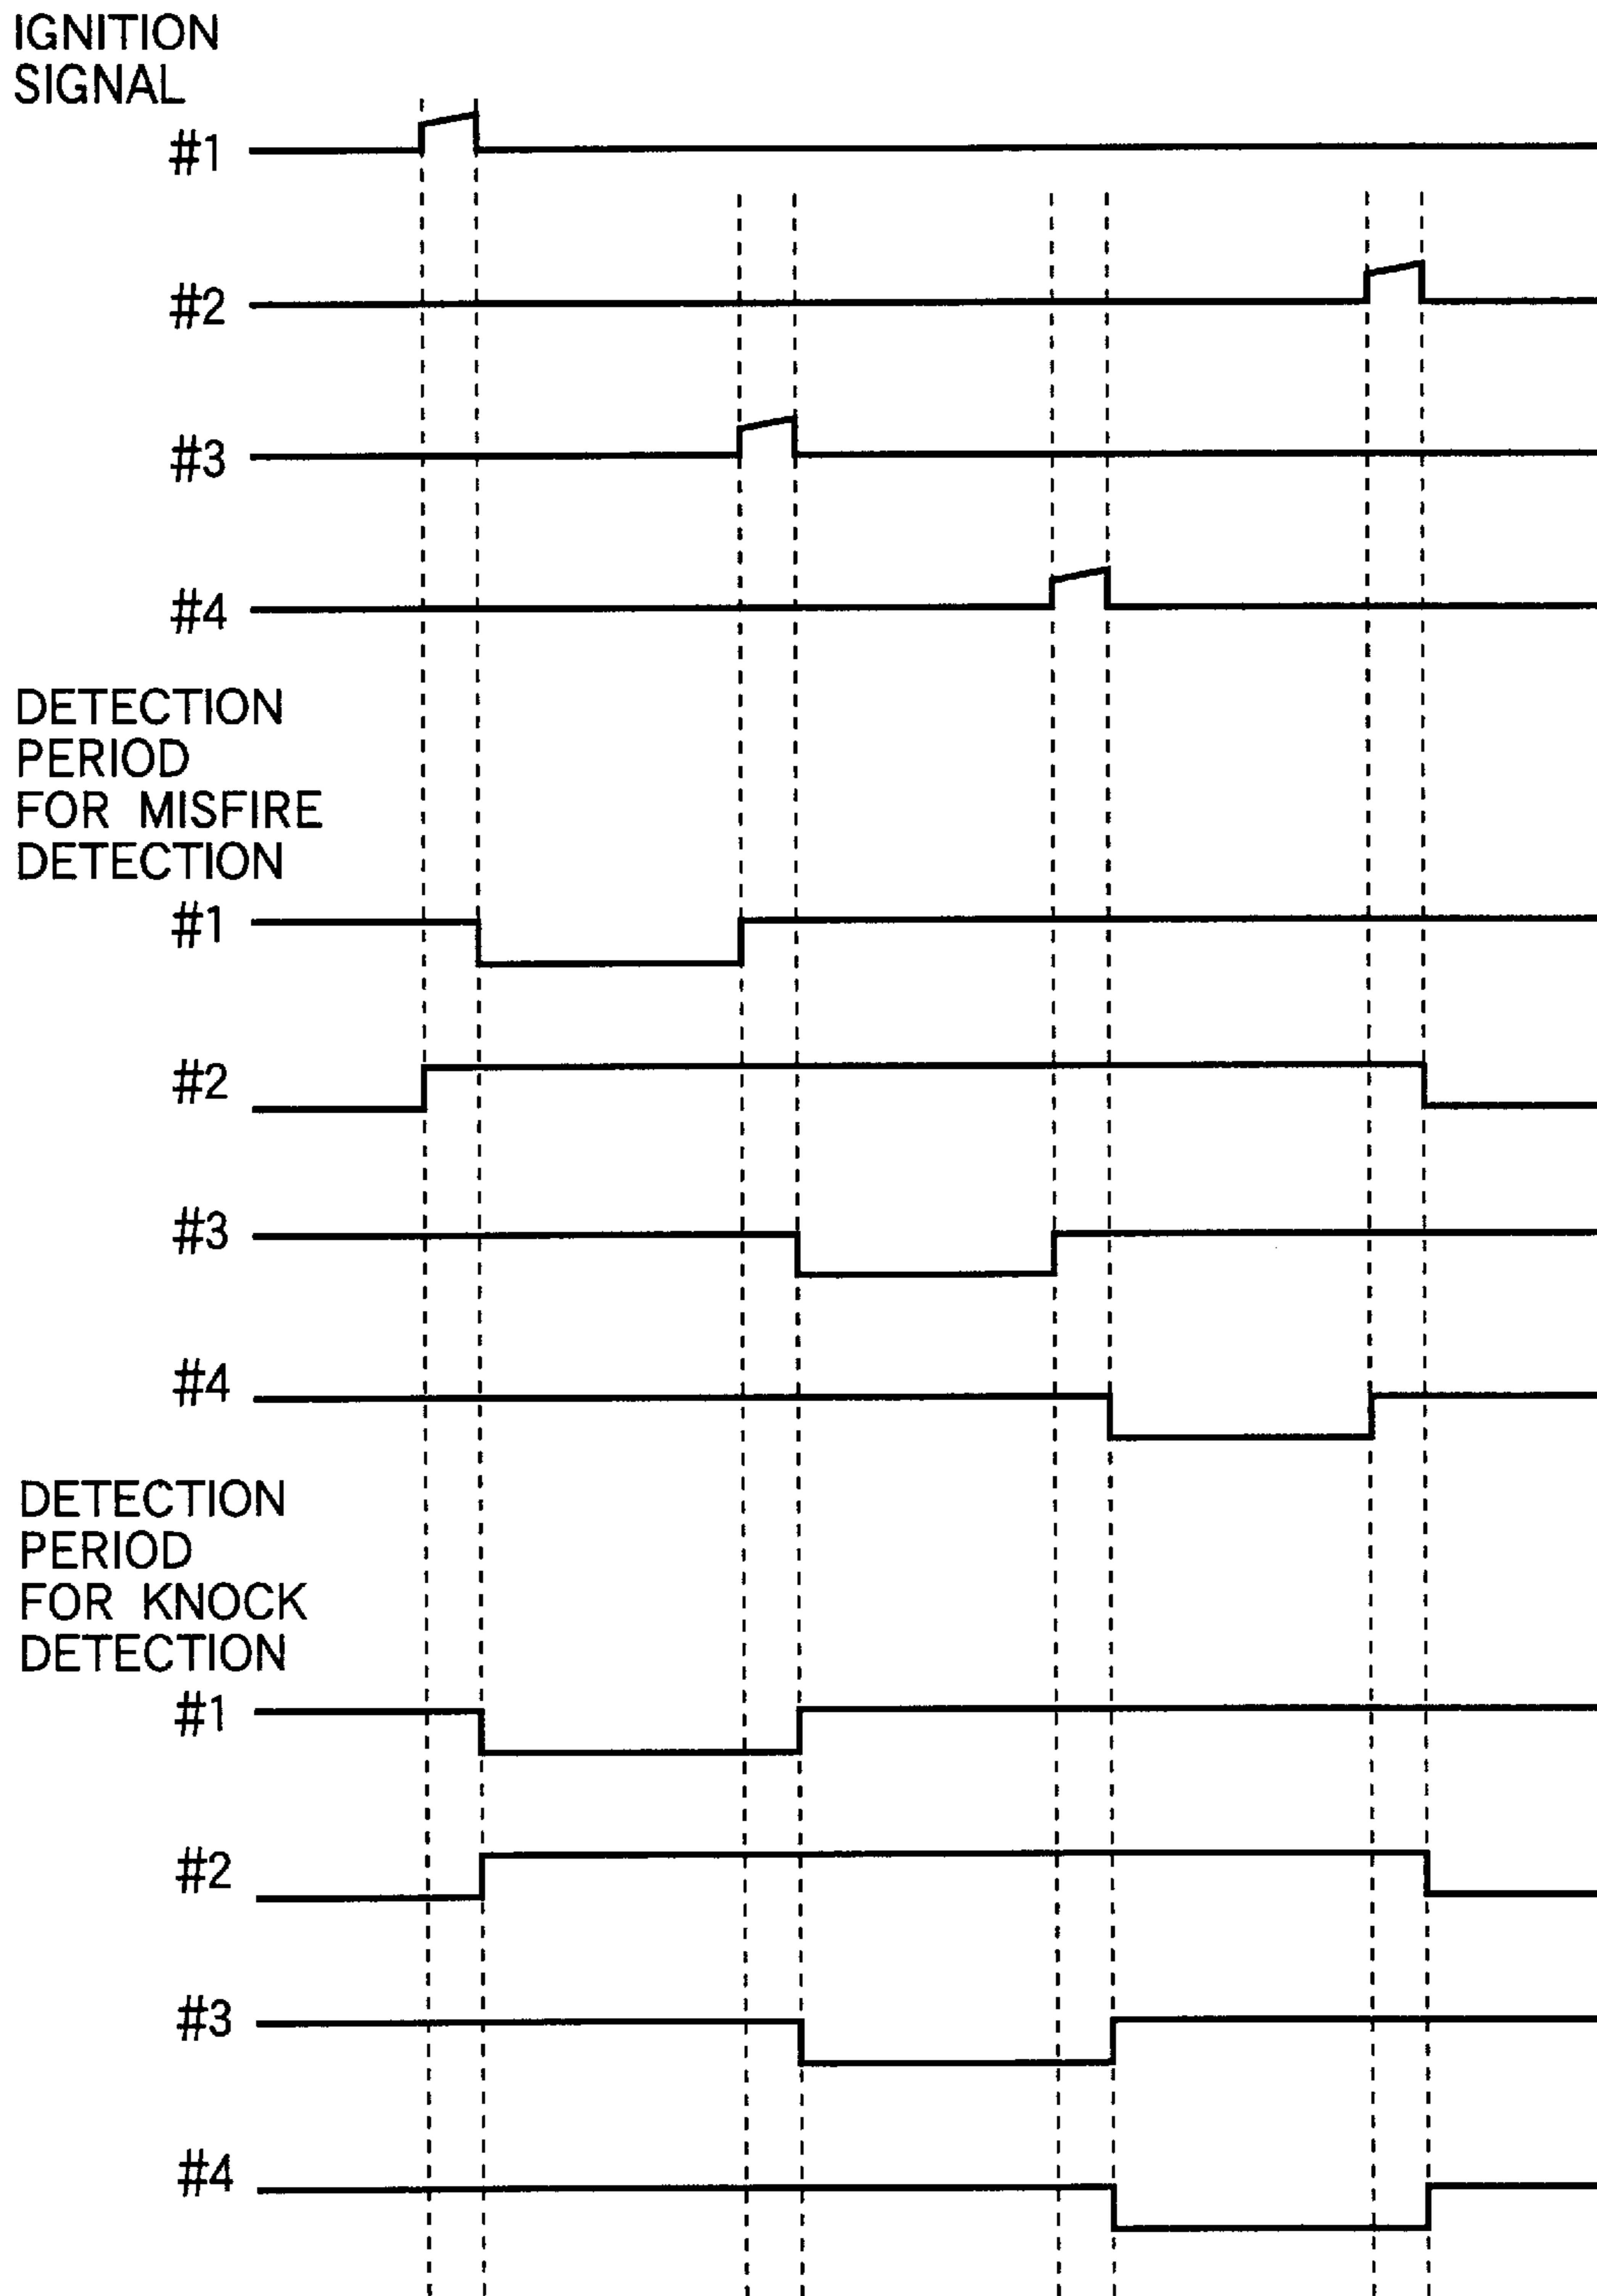 IGNITION
SIGNAL
#1
#2
#3
#4
DETECTION
PERIOD
FOR MISFIRE
DETECTION
#1
#2
#3
#4
DETECTION
PERIOD
FOR KNOCK
DETECTION
#1
#2
#3
#4